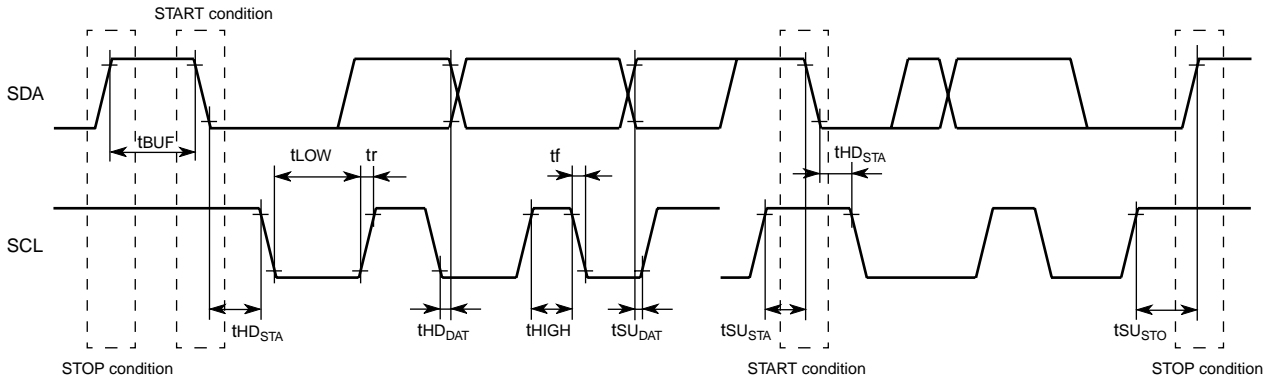 START condition
SDA
tBUF
tLOW
tr
tf
tHDSTA
SCL
tHDSTA
tHDDAT
tHIGH
tSUDAT
tSUSTA
tSUSTO
STOP condition
START condition
STOP condition